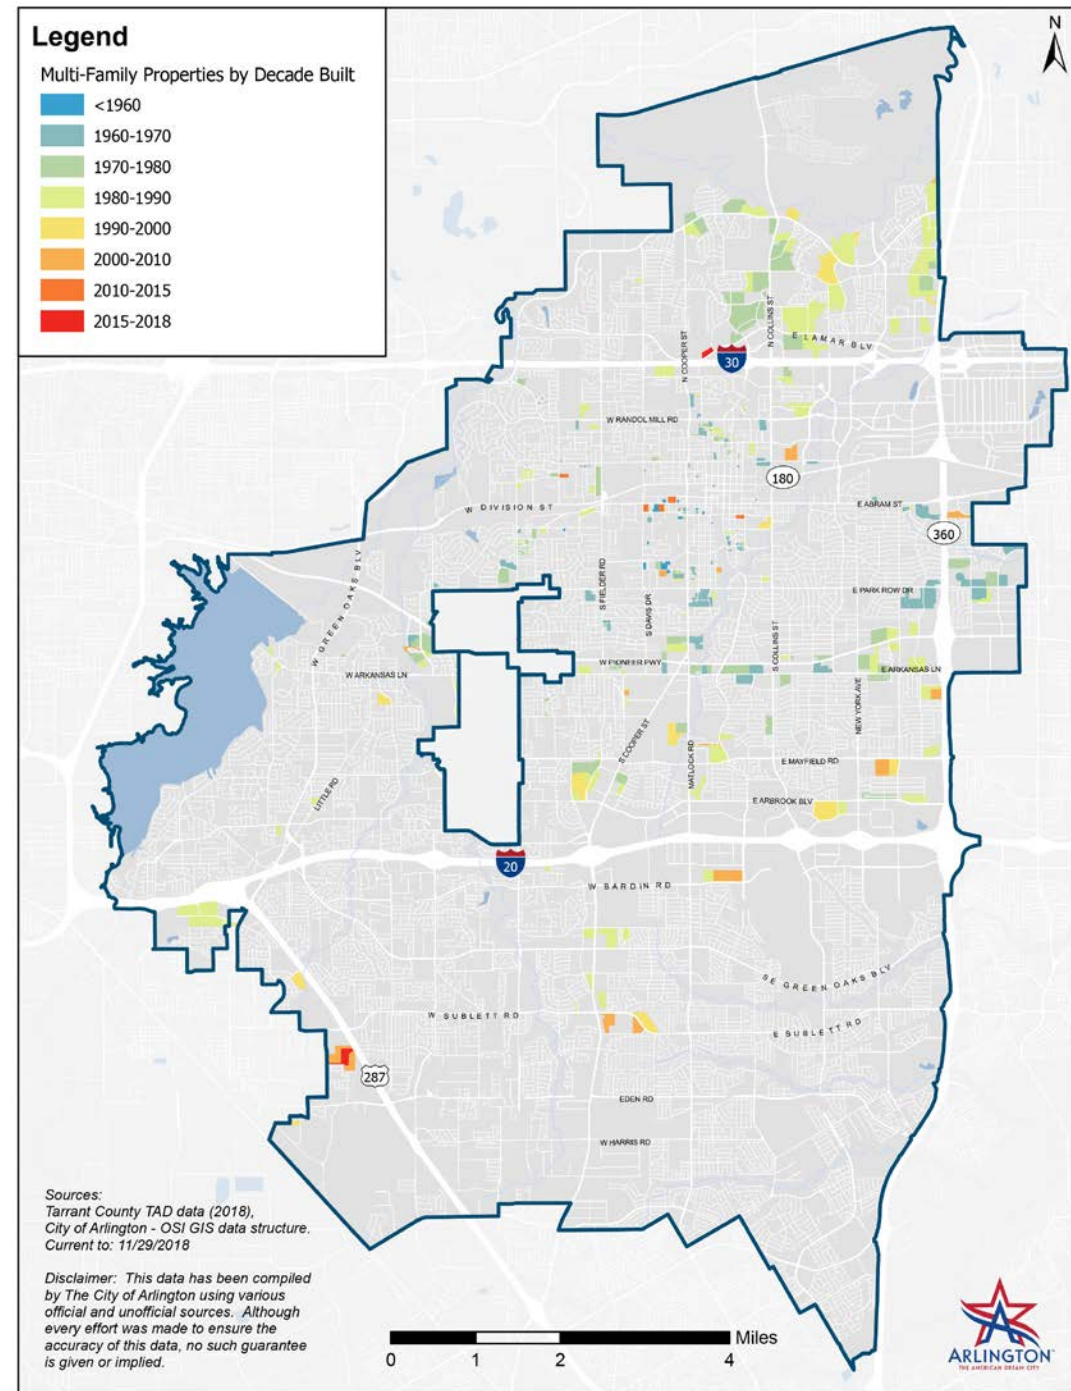 Legend
Multi-Family Properties by Decade Built
<1960
1960-1970
1970-1980
1980-1990
1990-2000
2000-2010
2010-2015
2015-2018
N
N COLLINS ST
E LAMAR BLV
N COOPER ST
30
W RANDOL MILL RD
180
W DIVISION ST
E ABRAM ST
360
W GREEN OAKS BLV
S FIELDER RD
S DAVIS DR
E PARK ROW DR
S COLLINS ST
W PIONEER PWY
E ARKANSAS LN
W ARKANSAS LN
NEW YORK AVE
S COOPER ST
MATLOCK RD
E MAYFIELD RD
LITTLE RD
E ARBROOK BLV
20
W BARDIN RD
SE GREEN OAKS BLV
W SUBLETT RD
E SUBLETT RD
287
EDEN RD
W HARRIS RD
Sources:
Tarrant County TAD data (2018),
City of Arlington - OSI GIS data structure.
Current to: 11/29/2018
Disclaimer: This data has been compiled
by The City of Arlington using various
official and unofficial sources. Although
every effort was made to ensure the
accuracy of this data, no such guarantee
is given or implied.
Miles
0 1 2 4
ARLINGTON
THE AMERICAN DREAM CITY